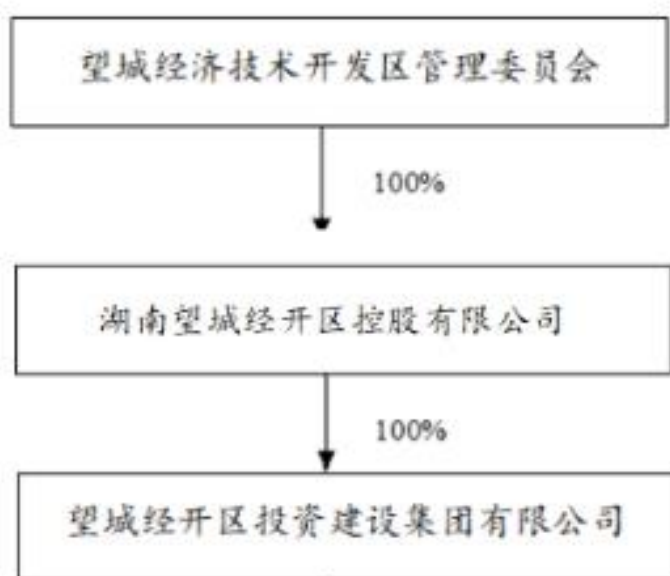 望城经济技术开发区管理委员会
100%
湖南望城经开区控股有限公司
100%
望城经开区投资建设集团有限公司